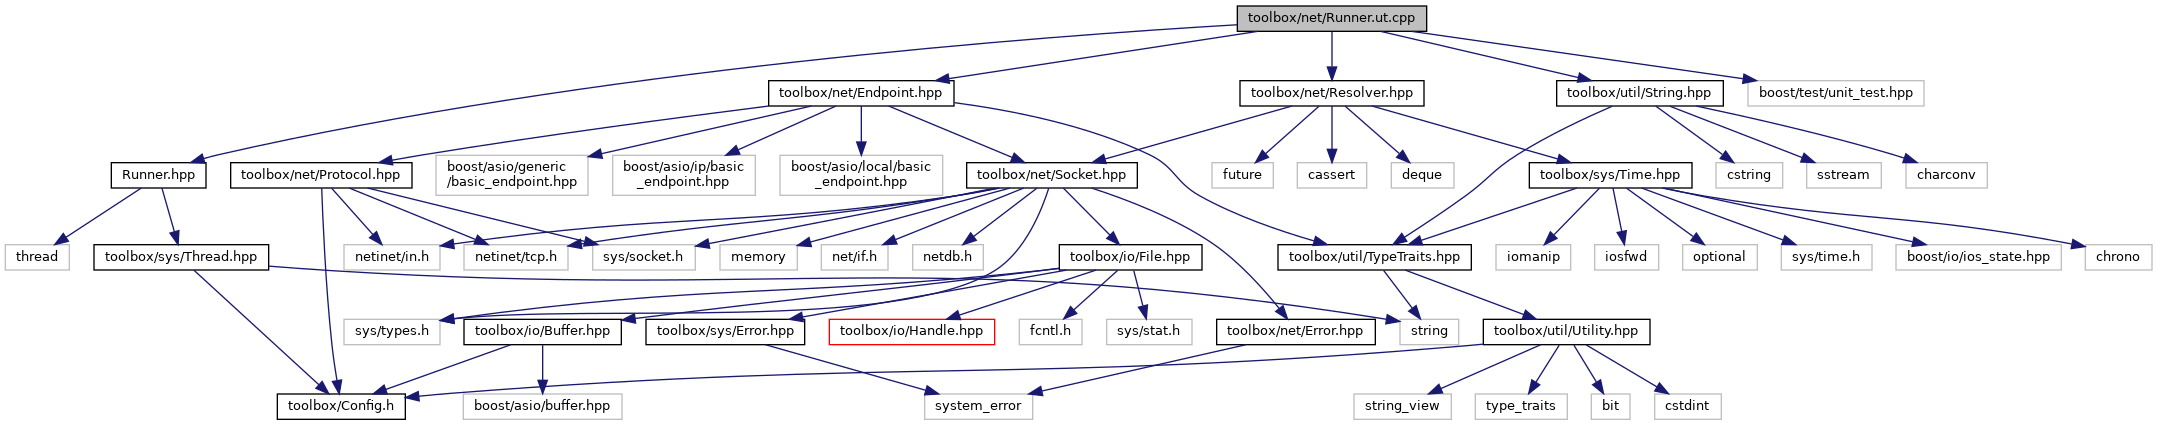 toolbox/net/Runner.ut.cpp
toolbox/net/Endpoint.hpp
toolbox/net/Resolver.hpp
toolbox/util/String.hpp
boost/test/unit_test.hpp
Runner.hpp
toolbox/net/Protocol.hpp
boost/asio/generic
/basic_endpoint.hpp
boost/asio/ip/basic
_endpoint.hpp
boost/asio/local/basic
_endpoint.hpp
toolbox/net/Socket.hpp
future
cassert
deque
toolbox/sys/Time.hpp
cstring
sstream
charconv
thread
toolbox/sys/Thread.hpp
netinet/in.h
netinet/tcp.h
sys/socket.h
memory
net/if.h
netdb.h
toolbox/io/File.hpp
toolbox/util/TypeTraits.hpp
iomanip
iosfwd
optional
sys/time.h
boost/io/ios_state.hpp
chrono
sys/types.h
toolbox/io/Buffer.hpp
toolbox/sys/Error.hpp
toolbox/io/Handle.hpp
fcntl.h
sys/stat.h
toolbox/net/Error.hpp
string
toolbox/util/Utility.hpp
toolbox/Config.h
boost/asio/buffer.hpp
system_error
string_view
type_traits
bit
cstdint